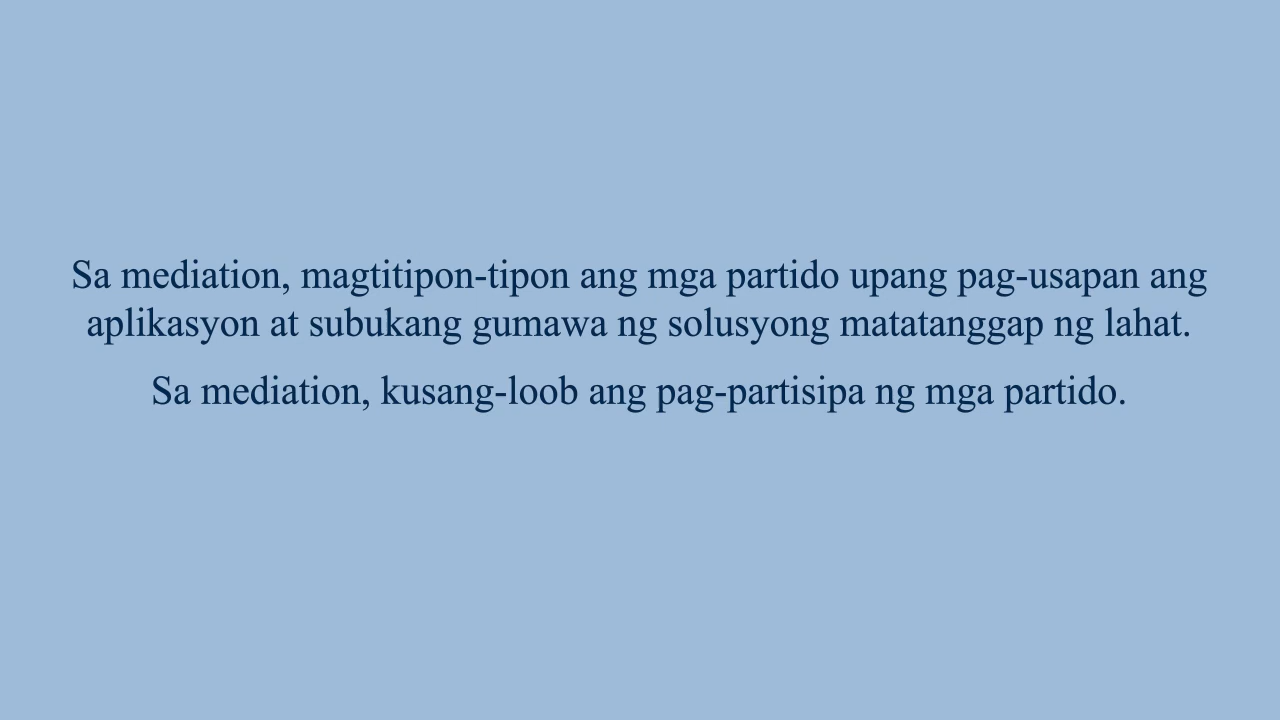 Sa mediation, magtitipon-tipon ang mga partido upang pag-usapan ang
aplikasyon at subukang gumawa ng solusyong matatanggap ng lahat.
Sa mediation, kusang-loob ang pag-partisipa ng mga partido.